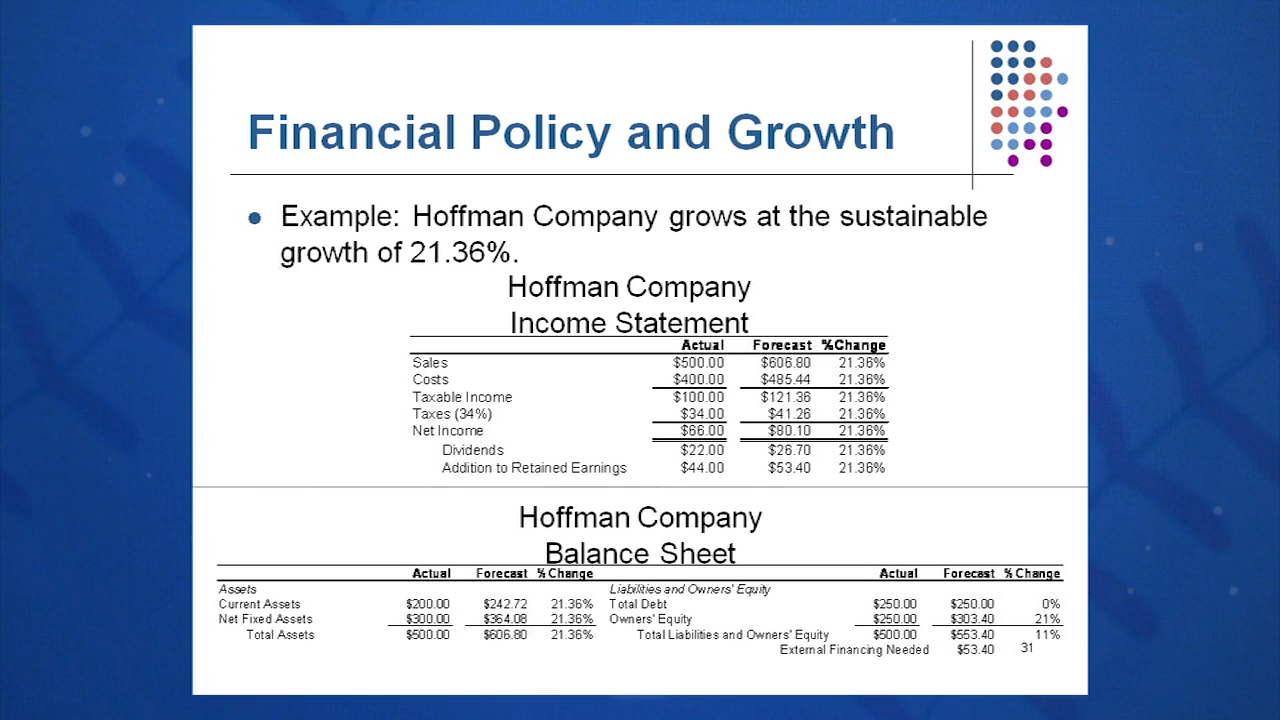 Financial Policy and Growth
Example: Hoffman Company grows at the sustainable
growth of 21.36%.
Hoffman Company
Income Statement
Actual Forecast %Change
Sales $500.00 $606.80 21.36%
Costs $400.00 $485.44 21.36%
Taxable Income $100.00 $121.36 21.36%
Taxes (34%) $34.00 $41.26 21.36%
Net Income $66.00 $80.10 21.36%
Dividends $22.00 $26.70 21.36%
Addition to Retained Earnings $44.00 $53.40 21.36%
Hoffman Company
Balance Sheet
Actual Forecast % Change Actual Forecast % Change
Assets Liabilities and Owners' Equity
Current Assets $200.00 $242.72 21.36% Total Debt $250.00 $250.00 0%
Net Fixed Assets $300.00 $364.08 21.36% Owners' Equity $250.00 $303.40 21%
Total Assets $500.00 $606.80 21.36% Total Liabilities and Owners' Equity $500.00 $553.40 11%
External Financing Needed $53.40 31